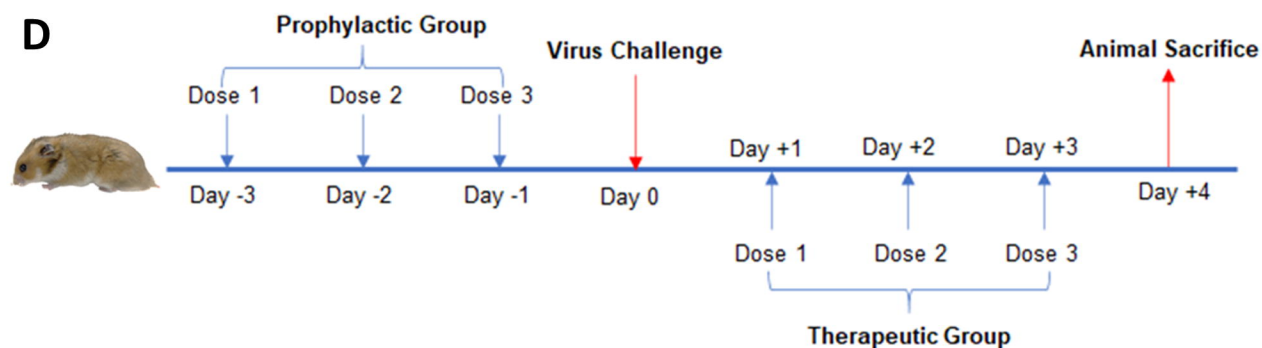 D
Prophylactic Group
Virus Challenge
Animal Sacrifice
Dose 1
Dose 2
Dose 3
Day +1
Day +2
Day +3
Day -3
Day -2
Day -1
Day 0
Day +4
Dose 1
Dose 2
Dose 3
Therapeutic Group